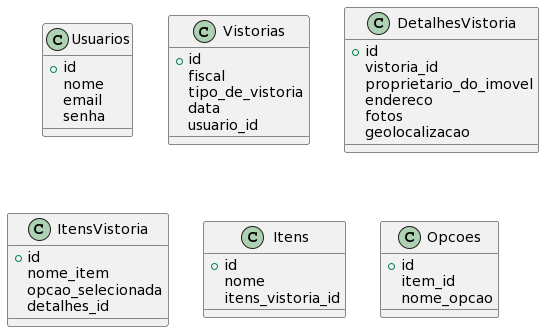 C Usuarios
id
nome
email
senha
C Vistorias
id
fiscal
tipo_de_vistoria
data
usuario_id
C DetalhesVistoria
id
vistoria_id
proprietario_do_imovel
endereco
fotos
geolocalizacao
C ItensVistoria
id
nome_item
opcao_selecionada
detalhes_id
C Itens
id
nome
itens_vistoria_id
C Opcoes
id
item_id
nome_opcao